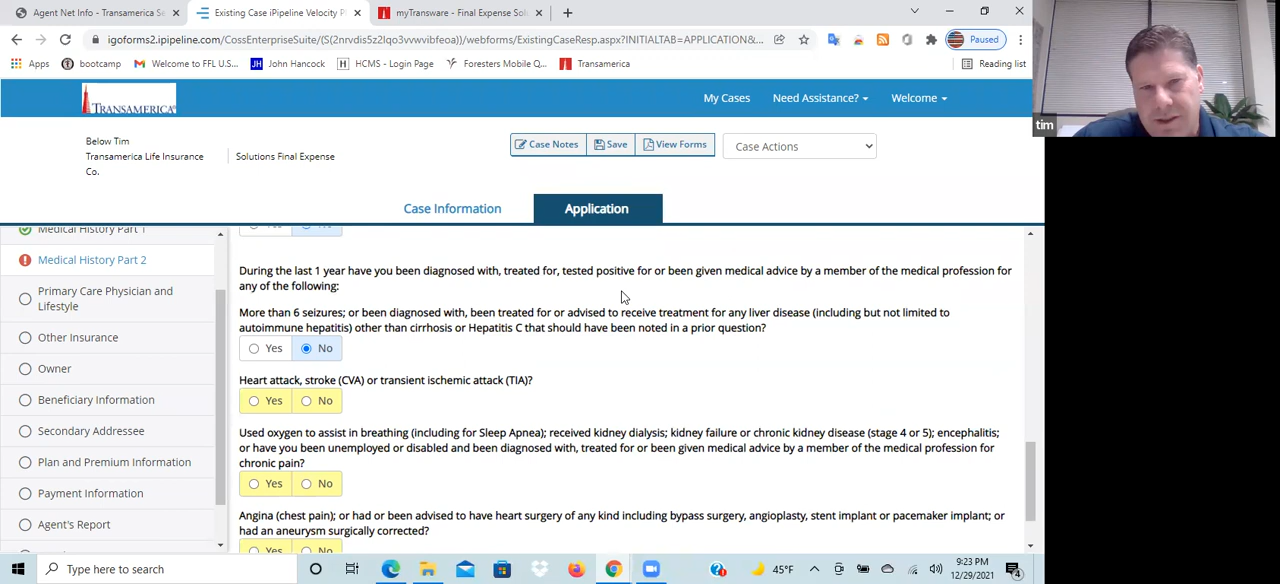 Agent Net Info - Transamerica Se
Existing Case iPipeline Velocity P
myTransware - Final Expense Solu
igoforms2.ipipeline.com/CossEnterpriseSuite/(S(2nrvdis5z2lqo3vvwvibfeoa))/webforms/ExistingCaseResp.aspx?INITIALTAB=APPLICATION&...
Paused
Apps
bootcamp
Welcome to FFL U.S...
John Hancock
HCMS - Login Page
Foresters Mobile Q...
Transamerica
Reading list
tim
TRANSAMERICA
My Cases
Need Assistance?
Welcome
Below Tim
Transamerica Life Insurance
Co.
Solutions Final Expense
Case Notes
Save
View Forms
Case Actions
Case Information
Application
Medical History Part 1
Medical History Part 2
Primary Care Physician and
Lifestyle
Other Insurance
Owner
Beneficiary Information
Secondary Addressee
Plan and Premium Information
Payment Information
Agent's Report
Yes No
During the last 1 year have you been diagnosed with, treated for, tested positive for or been given medical advice by a member of the medical profession for
any of the following:
More than 6 seizures; or been diagnosed with, been treated for or advised to receive treatment for any liver disease (including but not limited to
autoimmune hepatitis) other than cirrhosis or Hepatitis C that should have been noted in a prior question?
Yes No
Heart attack, stroke (CVA) or transient ischemic attack (TIA)?
Yes No
Used oxygen to assist in breathing (including for Sleep Apnea); received kidney dialysis; kidney failure or chronic kidney disease (stage 4 or 5); encephalitis;
or have you been unemployed or disabled and been diagnosed with, treated for or been given medical advice by a member of the medical profession for
chronic pain?
Yes No
Angina (chest pain); or had or been advised to have heart surgery of any kind including bypass surgery, angioplasty, stent implant or pacemaker implant; or
had an aneurysm surgically corrected?
Yes No
Type here to search
45°F
9:23 PM
12/29/2021
4